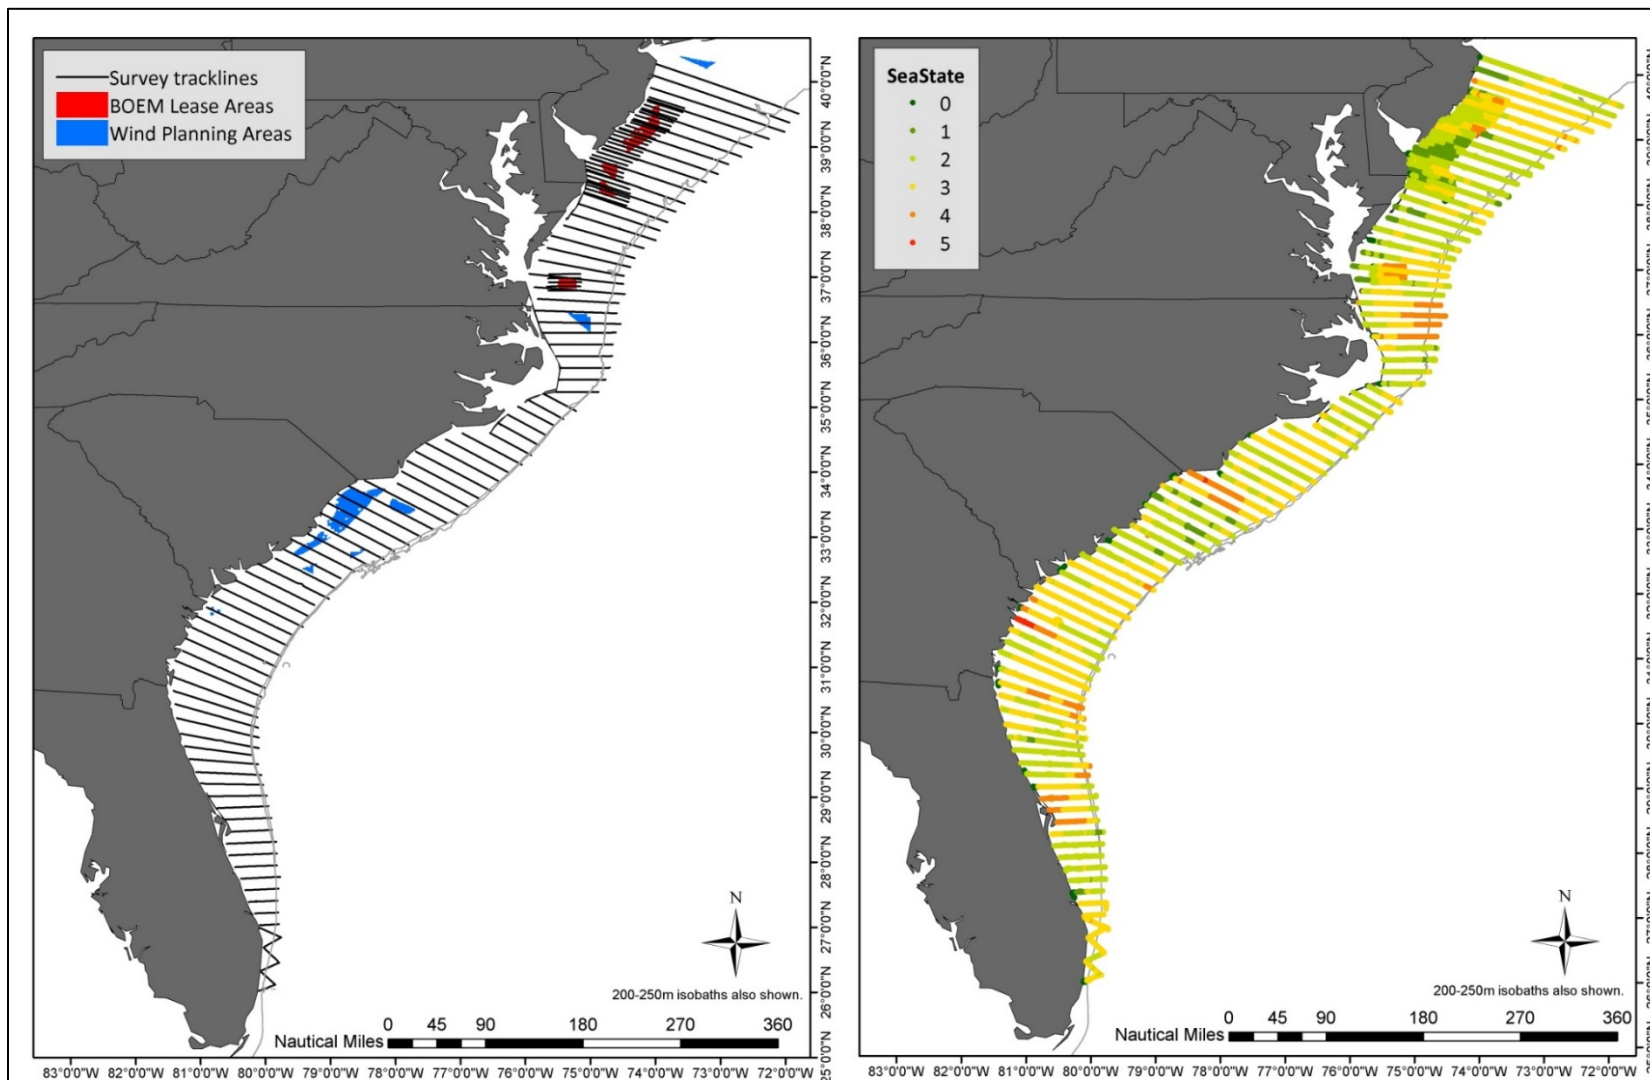 Survey tracklines
BOEM Lease Areas
Wind Planning Areas
40°0'0"N
39°0'0"N
38°0'0"N
37°0'0"N
36°0'0"N
35°0'0"N
34°0'0"N
33°0'0"N
32°0'0"N
31°0'0"N
30°0'0"N
29°0'0"N
28°0'0"N
27°0'0"N
26°0'0"N
25°0'0"N
N
200-250m isobaths also shown.
0 45 90 180 270 360
Nautical Miles
83°0'0"W 82°0'0"W 81°0'0"W 80°0'0"W 79°0'0"W 78°0'0"W 77°0'0"W 76°0'0"W 75°0'0"W 74°0'0"W 73°0'0"W 72°0'0"W
SeaState
0
1
2
3
4
5
N
200-250m isobaths also shown.
0 45 90 180 270 360
Nautical Miles
83°0'0"W 82°0'0"W 81°0'0"W 80°0'0"W 79°0'0"W 78°0'0"W 77°0'0"W 76°0'0"W 75°0'0"W 74°0'0"W 73°0'0"W 72°0'0"W